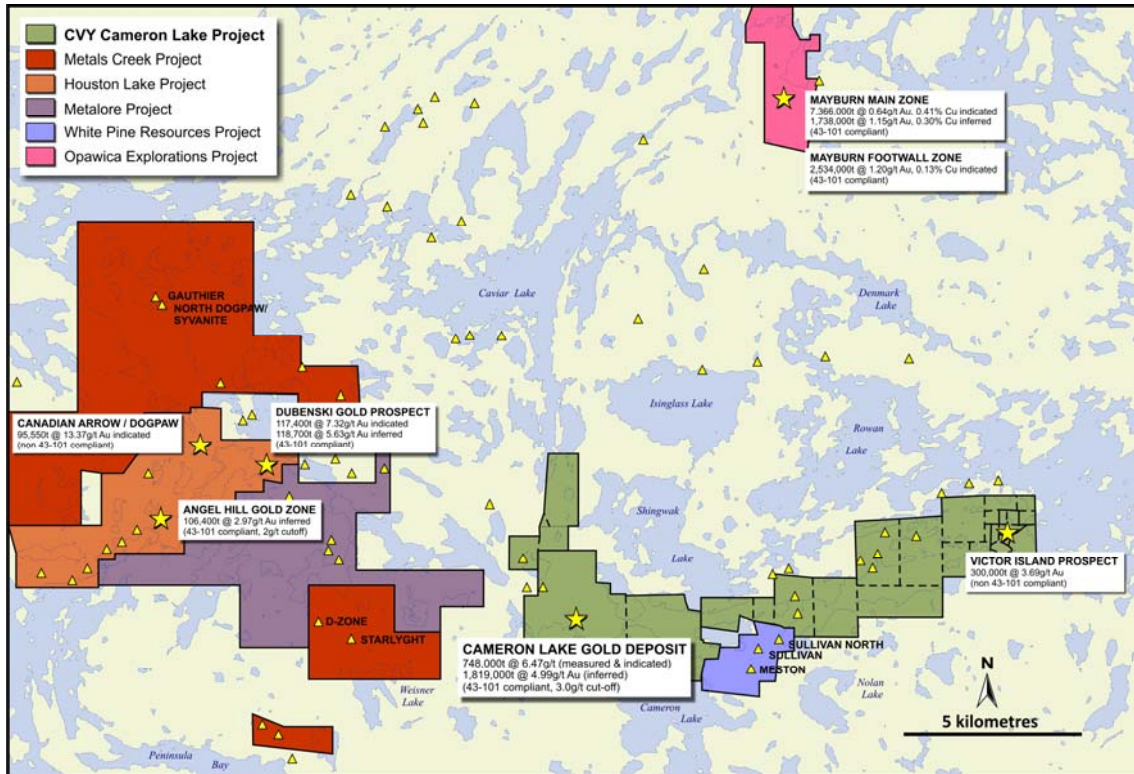 CVY Cameron Lake Project
Metals Creek Project
Houston Lake Project
Metalore Project
White Pine Resources Project
Opawica Explorations Project
MAYBURN MAIN ZONE
7.366.000t @ 0.64g/t Au, 0.41% Cu indicated
1,738,000t @ 1.15g/t Au, 0.30% Cu inferred
(43-101 compliant)
MAYBURN FOOTWALL ZONE
2,534,000t @ 1.20g/t Au, 0.13% Cu indicated
(43-101 compliant)
GAUTHIER
NORTH DOGPAW/
SYVANITE
Caviar Lake
Denmark
Lake
CANADIAN ARROW / DOGPAW
95,550t @ 13.37g/t Au indicated
(non 43-101 compliant)
DUBENSKI GOLD PROSPECT
117,400t @ 7.32g/t Au indicated
118,700t @ 5.63g/t Au inferred
(43-101 compliant)
Isinglass Lake
Rowan
Lake
ANGEL HILL GOLD ZONE
106,400t @ 2.97g/t Au inferred
(43-101 compliant, 2g/t cutoff)
Shingwak
Lake
VICTOR ISLAND PROSPECT
300,000t @ 3.69g/t Au
(non 43-101 compliant)
D-ZONE
STARLYGHT
CAMERON LAKE GOLD DEPOSIT
748,000t @ 6.47g/t (measured & indicated)
1,819,000t @ 4.99g/t Au (inferred)
(43-101 compliant, 3.0g/t cut-off)
SULLIVAN NORTH
SULLIVAN
MESTON
Weisner
Lake
Nolan
Lake
Cameron
Lake
N
5 kilometres
Peninsula
Bay